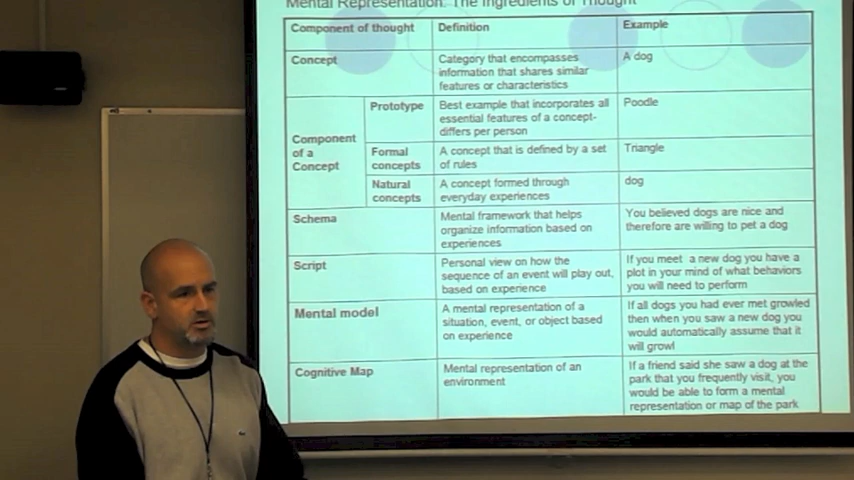 Mental Representation: The Ingredients of Thought
Component of thought Definition Example
Concept Category that encompasses A dog
information that shares similar
features or characteristics
Component
of a
Concept
Prototype Best example that incorporates all Poodle
essential features of a concept-
differs per person
Formal A concept that is defined by a set Triangle
concepts of rules
Natural A concept formed through dog
concepts everyday experiences
Schema Mental framework that helps You believed dogs are nice and
organize information based on therefore are willing to pet a dog
experiences
Script Personal view on how the If you meet a new dog you have a
sequence of an event will play out, plot in your mind of what behaviors
based on experience you will need to perform
Mental model A mental representation of a If all dogs you had ever met growled
situation, event, or object based then when you saw a new dog you
on experience would automatically assume that it
will growl
Cognitive Map Mental representation of an If a friend said she saw a dog at the
environment park that you frequently visit, you
would be able to form a mental
representation or map of the park